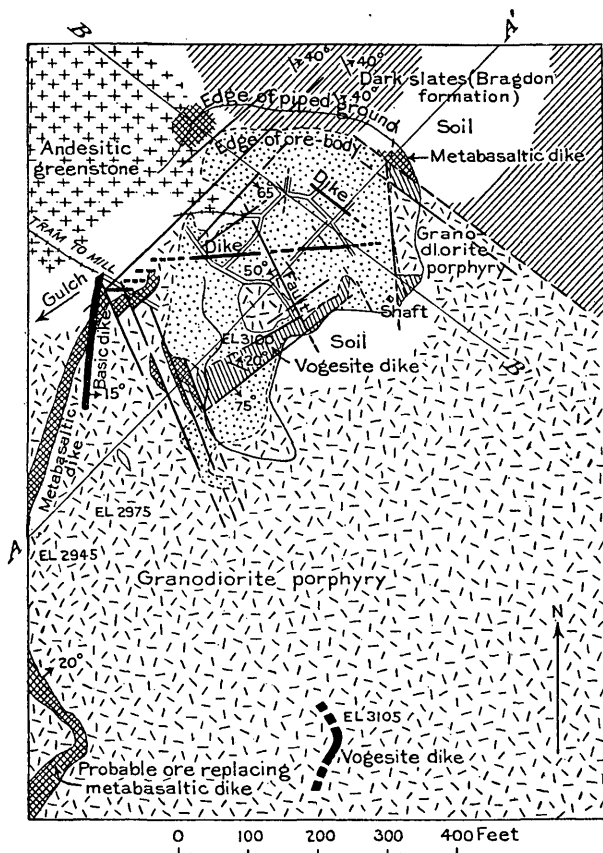 B
A'
40°
40°
40°
Dark slates (Bragdon
formation)
Edge of piped ground
Soil
Andesitic
greenstone
Edge of ore-body
Metabasaltic dike
65°
Dike
Grano-
diorite
porphyry
TRAM TO MILL
Dike
Gulch
50°
Fault
Shaft
Basic dike
EL 3100
Soil
20°
Vogesite dike
B'
15°
75°
Metabasaltic
dike
EL 2975
A
EL 2945
Granodiorite porphyry
N
20°
EL 3105
Vogesite dike
Probable ore replacing
metabasaltic dike
0 100 200 300 400 Feet